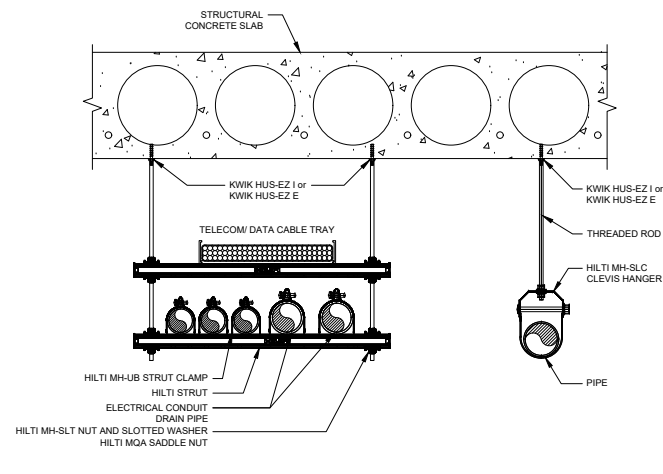 STRUCTURAL
CONCRETE SLAB
KWIK HUS-EZ I or
KWIK HUS-EZ E
KWIK HUS-EZ I or
KWIK HUS-EZ E
TELECOM/ DATA CABLE TRAY
THREADED ROD
HILTI MH-SLC
CLEVIS HANGER
PIPE
HILTI MH-UB STRUT CLAMP
HILTI STRUT
ELECTRICAL CONDUIT
DRAIN PIPE
HILTI MH-SLT NUT AND SLOTTED WASHER
HILTI MQA SADDLE NUT